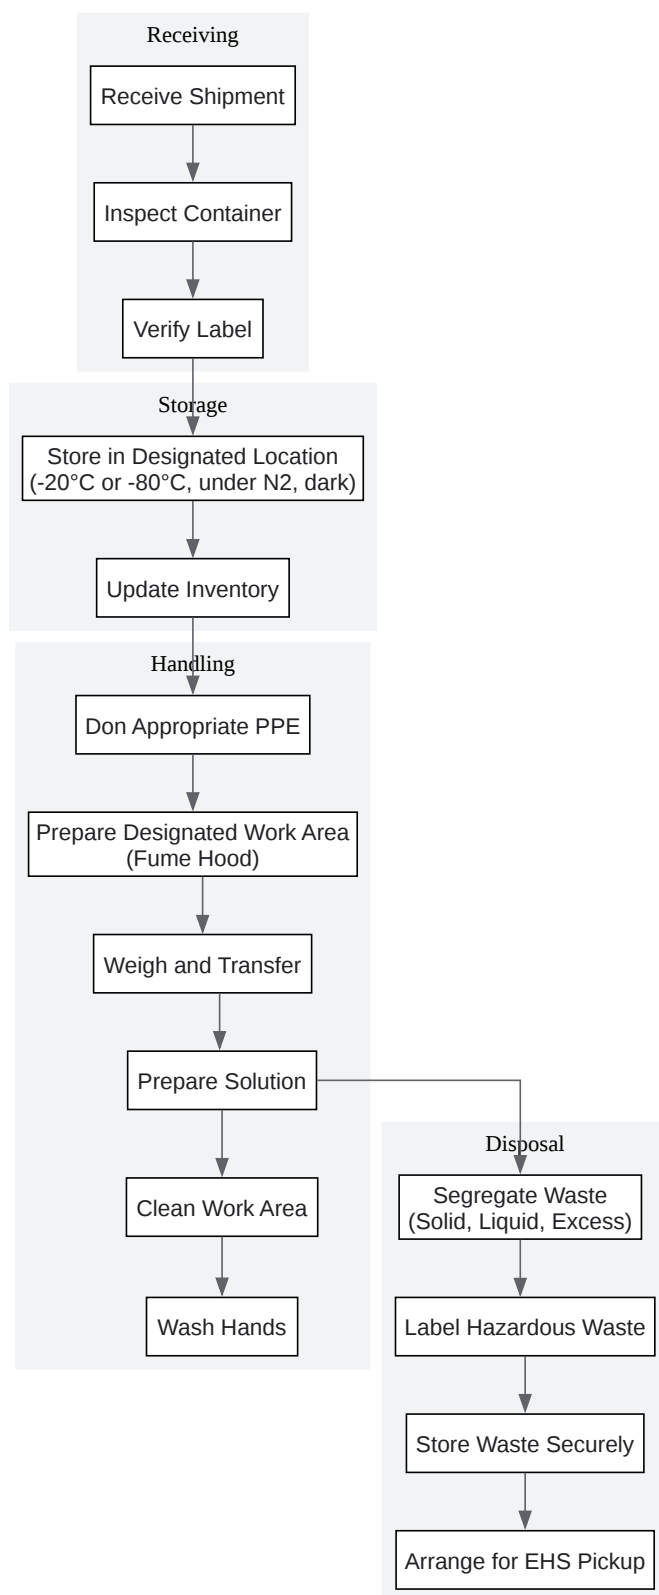 Receiving
Receive Shipment
Inspect Container
Verify Label
Storage
Store in Designated Location
(-20°C or -80°C, under N2, dark)
Update Inventory
Handling
Don Appropriate PPE
Prepare Designated Work Area
(Fume Hood)
Weigh and Transfer
Prepare Solution
Clean Work Area
Wash Hands
Disposal
Segregate Waste
(Solid, Liquid, Excess)
Label Hazardous Waste
Store Waste Securely
Arrange for EHS Pickup